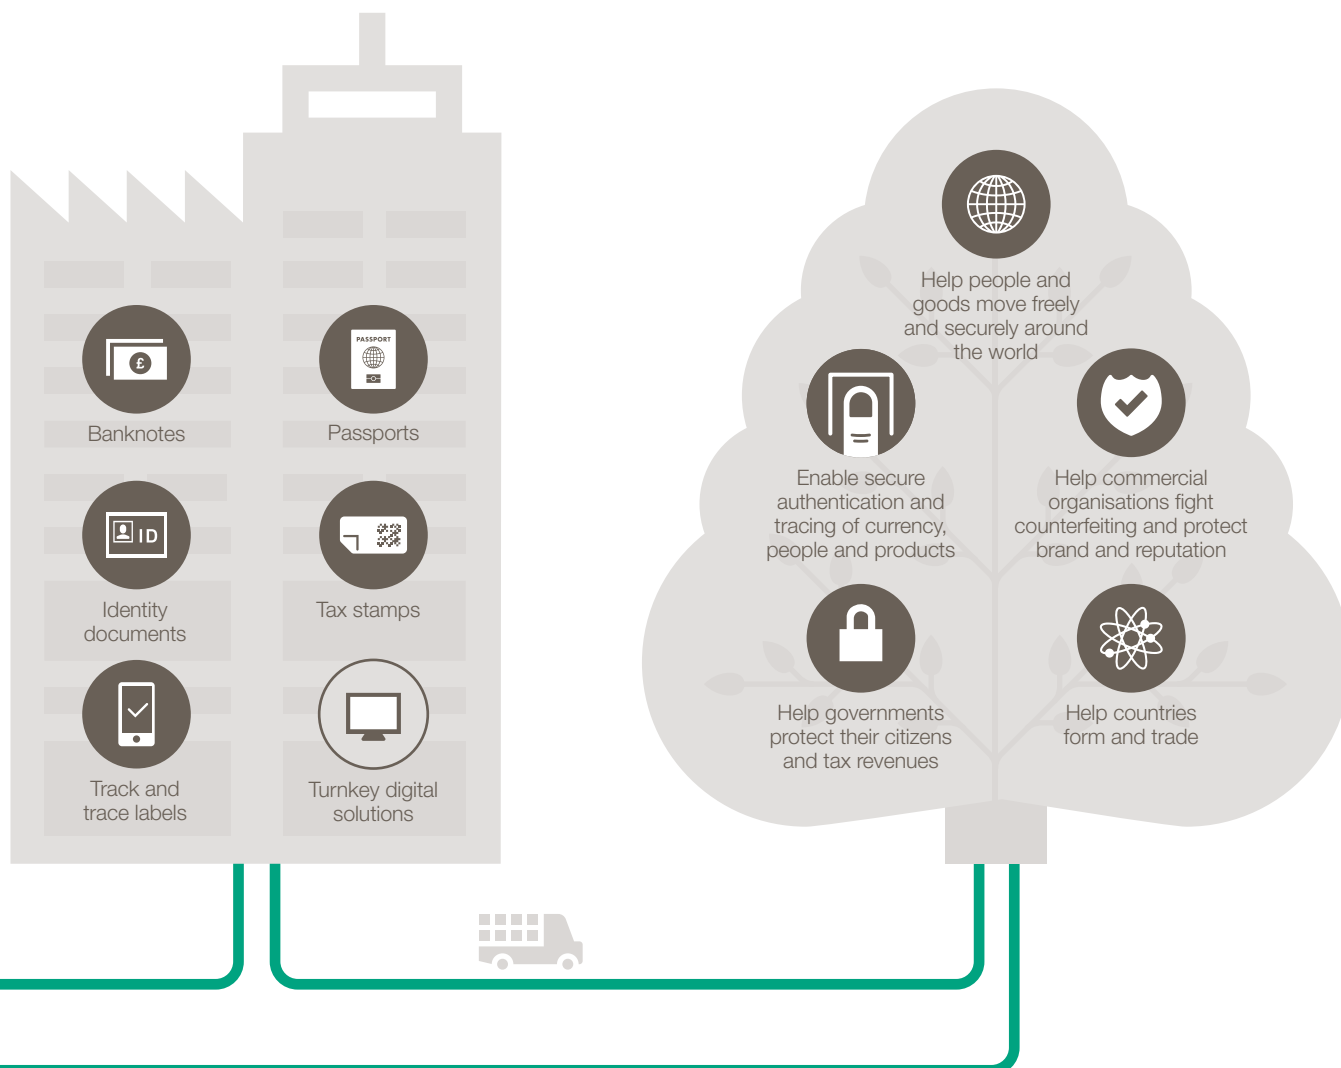 £
Banknotes
PASSPORT
Passports
ID
Identity
documents
Tax stamps
Track and
trace labels
Turnkey digital
solutions
Help people and
goods move freely
and securely around
the world
Enable secure
authentication and
tracing of currency,
people and products
Help commercial
organisations fight
counterfeiting and protect
brand and reputation
Help governments
protect their citizens
and tax revenues
Help countries
form and trade